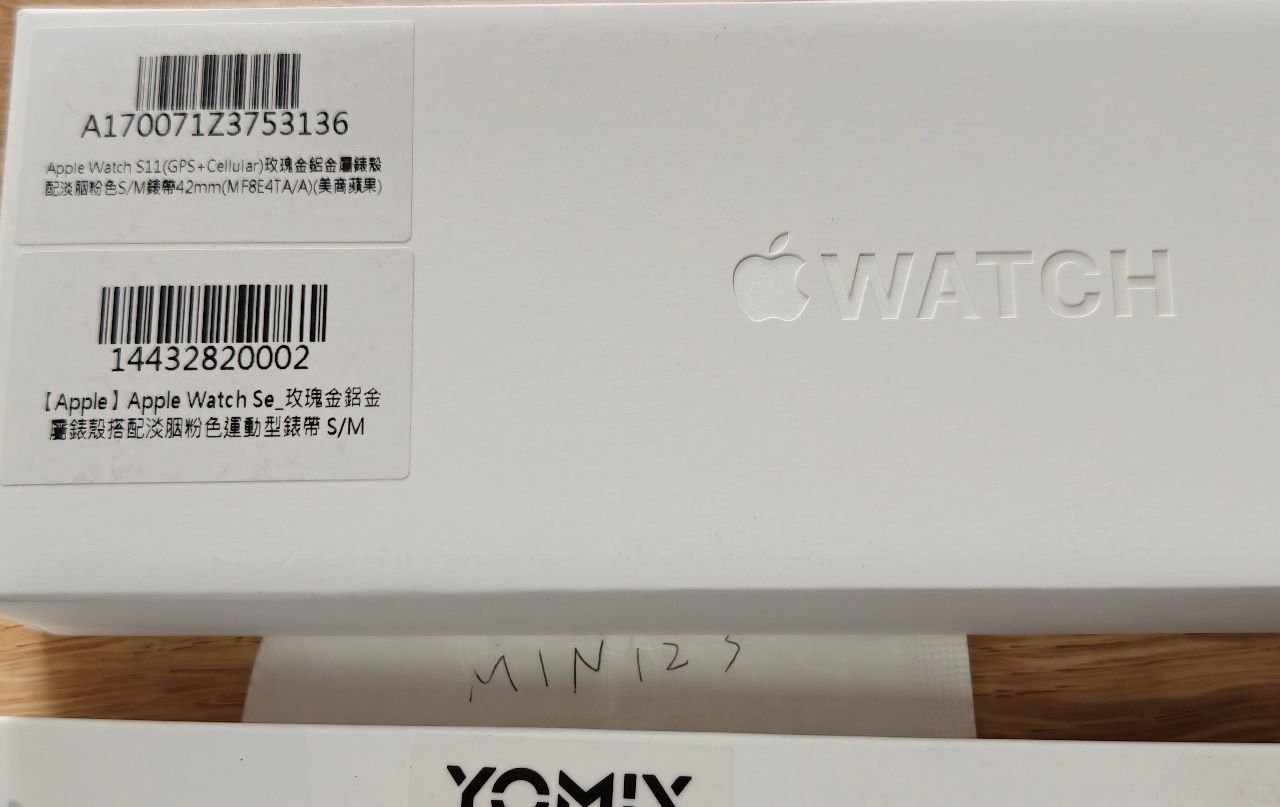 A170071Z3753136
Apple Watch S11(GPS+Cellular)玫瑰金鋁金屬錶殼
配淡胭粉色S/M錶帶42mm(MF8E4TA/A)(美商蘋果)
14432820002
【Apple】Apple Watch Se_玫瑰金鋁金
屬錶殼搭配淡胭粉色運動型錶帶 S/M
WATCH
MIN123
YOMIX